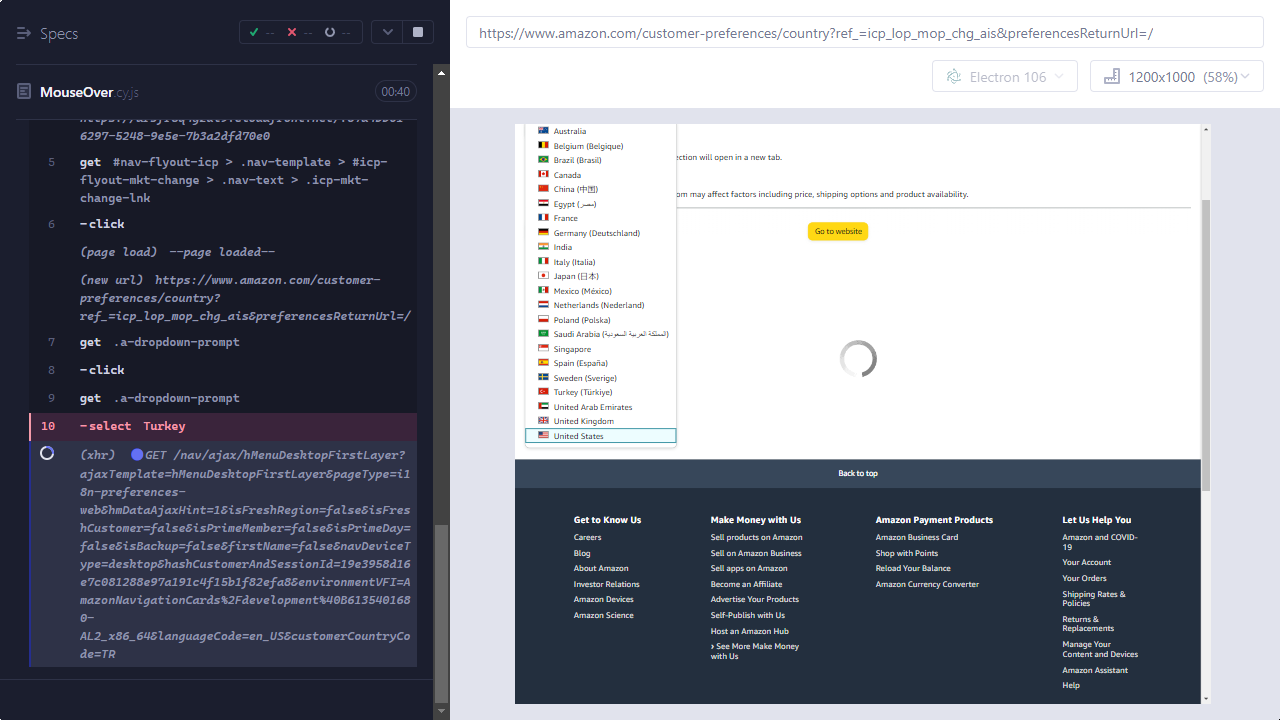 Specs
-- -- --
MouseOver.cy.js
00:40
6297-5248-9e5e-7b3a2dfd70e0
5 get #nav-flyout-icp > .nav-template > #icp-
flyout-mkt-change > .nav-text > .icp-mkt-
change-lnk
6 -click
(page load) --page loaded--
(new url) https://www.amazon.com/customer-
preferences/country?
ref_=icp_lop_mop_chg_ais&preferencesReturnUrl=/
7 get .a-dropdown-prompt
8 -click
9 get .a-dropdown-prompt
10 -select Turkey
(xhr) GET /nav/ajax/hMenuDesktopFirstLayer?
ajaxTemplate=hMenuDesktopFirstLayer&pageType=i1
8n-preferences-
web&hmDataAjaxHint=1&isFreshRegion=false&isFres
hCustomer=false&isPrimeMember=false&isPrimeDay=
false&isBackup=false&firstName=false&navDeviceT
ype=desktop&hashCustomerAndSessionId=19e3958d16
e7c081288e97a191c4f15b1f82efa8&environmentVFI=A
mazonNavigationCards%2Fdevelopment%40B613540168
0-
AL2_x86_64&languageCode=en_US&customerCountryCo
de=TR
https://www.amazon.com/customer-preferences/country?ref_=icp_lop_mop_chg_ais&preferencesReturnUrl=/
Electron 106
1200x1000 (58%)
Australia
Belgium (Belgique)
Brazil (Brasil)
Canada
China (中国)
Egypt (مصر)
France
Germany (Deutschland)
India
Italy (Italia)
Japan (日本)
Mexico (México)
Netherlands (Nederland)
Poland (Polska)
Saudi Arabia (المملكة العربية السعودية)
Singapore
Spain (España)
Sweden (Sverige)
Turkey (Türkiye)
United Arab Emirates
United Kingdom
United States
ection will open in a new tab.
om may affect factors including price, shipping options and product availability.
Go to website
Back to top
Get to Know Us
Careers
Blog
About Amazon
Investor Relations
Amazon Devices
Amazon Science
Make Money with Us
Sell products on Amazon
Sell on Amazon Business
Sell apps on Amazon
Become an Affiliate
Advertise Your Products
Self-Publish with Us
Host an Amazon Hub
› See More Make Money
with Us
Amazon Payment Products
Amazon Business Card
Shop with Points
Reload Your Balance
Amazon Currency Converter
Let Us Help You
Amazon and COVID-
19
Your Account
Your Orders
Shipping Rates &
Policies
Returns &
Replacements
Manage Your
Content and Devices
Amazon Assistant
Help